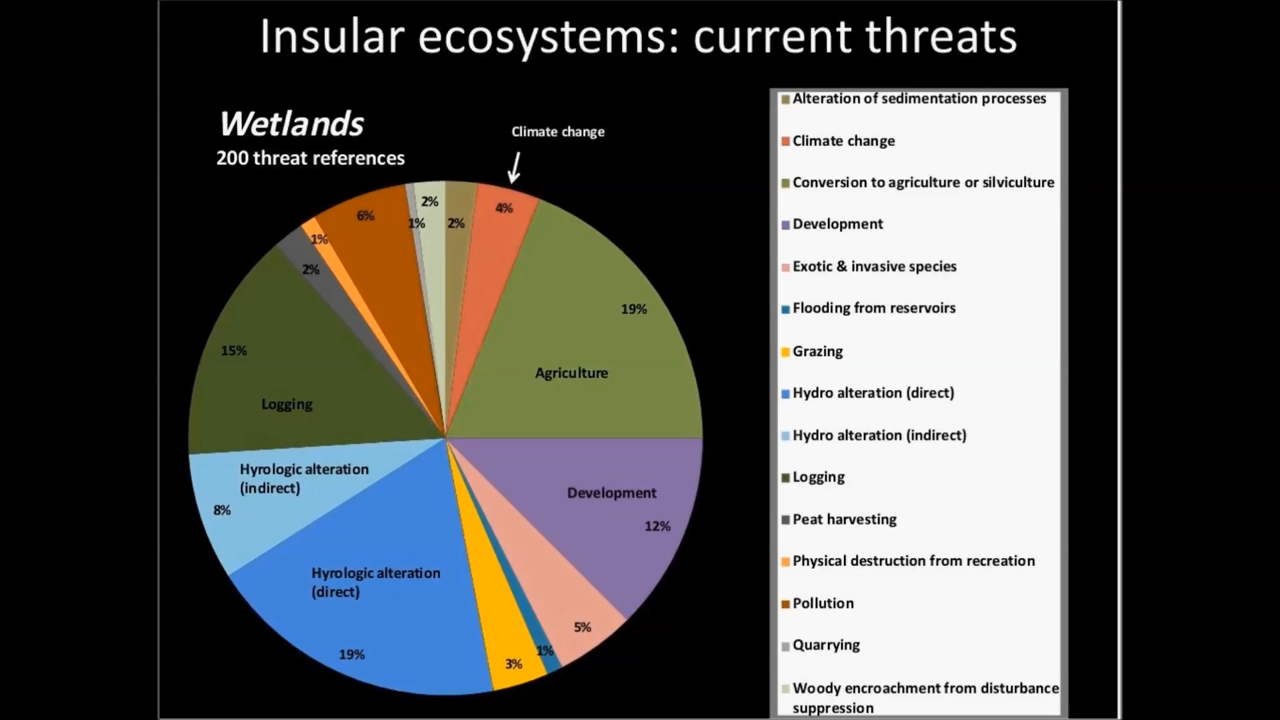 Insular ecosystems: current threats
Wetlands
200 threat references
Climate change
2%
4%
19%
Agriculture
Development
12%
5%
1%
3%
Hyrologic alteration
(direct)
19%
Hyrologic alteration
(indirect)
8%
15%
Logging
2%
1%
6%
1%
2%
Alteration of sedimentation processes
Climate change
Conversion to agriculture or silviculture
Development
Exotic & invasive species
Flooding from reservoirs
Grazing
Hydro alteration (direct)
Hydro alteration (indirect)
Logging
Peat harvesting
Physical destruction from recreation
Pollution
Quarrying
Woody encroachment from disturbance
suppression